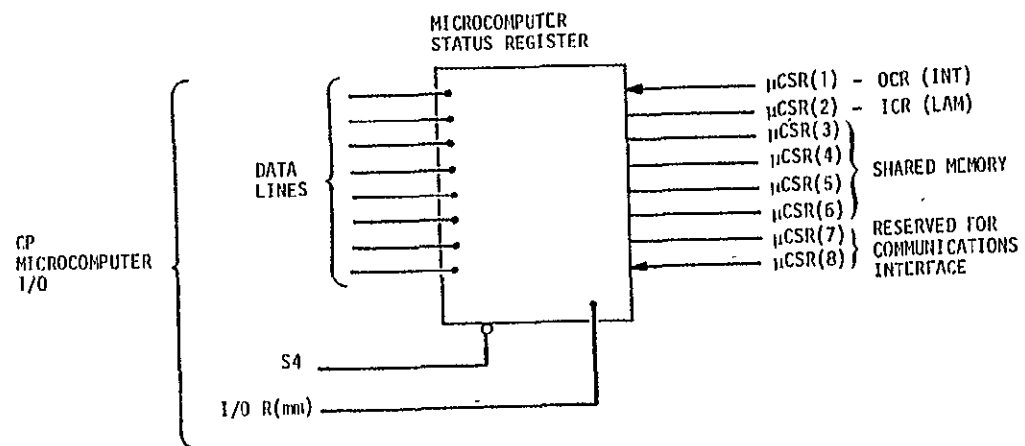 MICROCOMPUTER
STATUS REGISTER
μCSR(1) - OCR (INT)
μCSR(2) - ICR (LAM)
μCSR(3)
μCSR(4)
μCSR(5)
μCSR(6)
μCSR(7)
μCSR(8)
SHARED MEMORY
RESERVED FOR
COMMUNICATIONS
INTERFACE
DATA
LINES
CP
MICROCOMPUTER
I/O
S4
I/O R(mm)